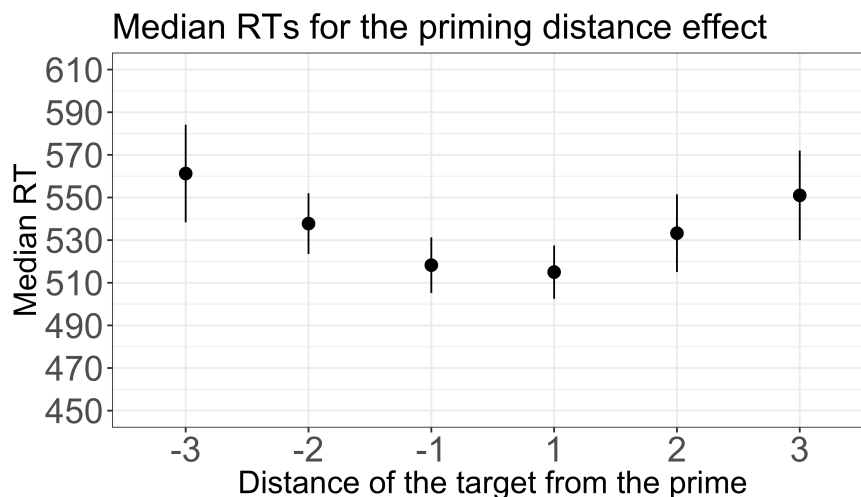 Median RTs for the priming distance effect
Median RT
610
590
570
550
530
510
490
470
450
-3 -2 -1 1 2 3
Distance of the target from the prime